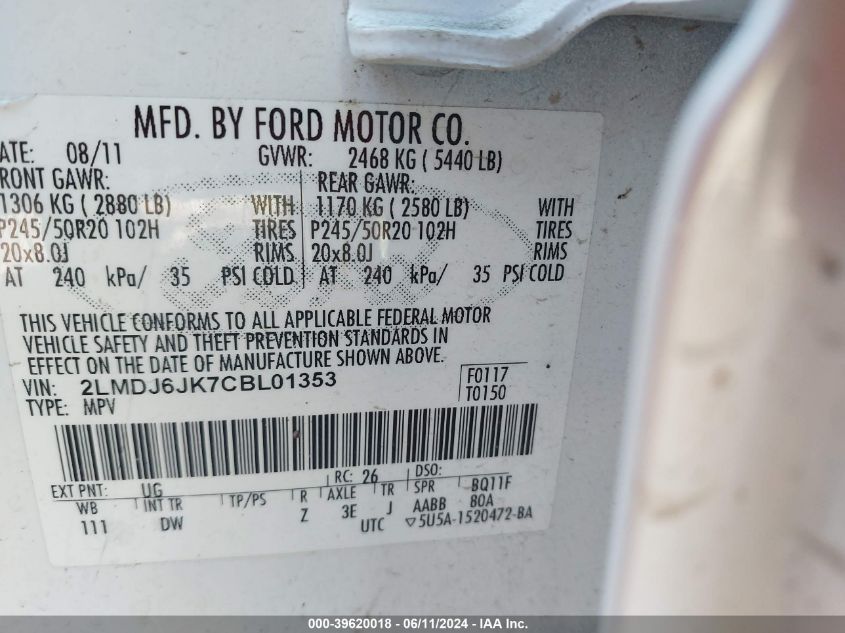 MFD. BY FORD MOTOR CO.
ATE: 08/11 GVWR: 2468 KG ( 5440 LB)
RONT GAWR: REAR GAWR:
1306 KG ( 2880 LB) WITH 1170 KG ( 2580 LB) WITH
P245/50R20 102H TIRES P245/50R20 102H TIRES
20x8.0J RIMS 20x8.0J RIMS
AT 240 kPa/ 35 PSI COLD AT 240 kPa/ 35 PSI COLD
THIS VEHICLE CONFORMS TO ALL APPLICABLE FEDERAL MOTOR
VEHICLE SAFETY AND THEFT PREVENTION STANDARDS IN
EFFECT ON THE DATE OF MANUFACTURE SHOWN ABOVE.
VIN: 2LMDJ6JK7CBL01353 F0117
TYPE: MPV T0150
EXT PNT: UG RC: 26 DSO:
WB INT TR TP/PS R AXLE TR SPR BQ11F
111 DW Z 3E J AABB 80A
UTC ▽5U5A-1520472-BA
000-39620018 - 06/11/2024 - IAA Inc.